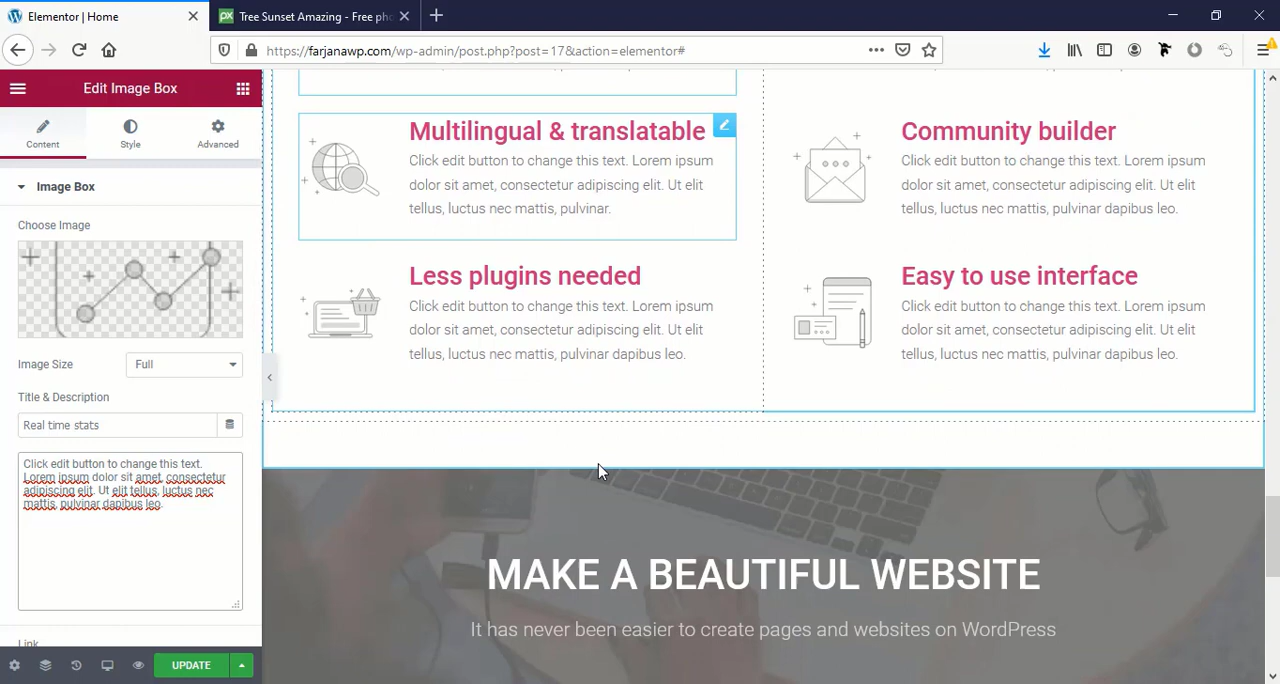 Elementor | Home
Tree Sunset Amazing - Free pho
https://farjanawp.com/wp-admin/post.php?post=17&action=elementor#
Edit Image Box
Content
Style
Advanced
Image Box
Choose Image
Image Size
Full
Title & Description
Real time stats
Click edit button to change this text.
Lorem ipsum dolor sit amet, consectetur
adipiscing elit. Ut elit tellus, luctus nec
mattis, pulvinar dapibus leo.
Link
UPDATE
Multilingual & translatable
Click edit button to change this text. Lorem ipsum
dolor sit amet, consectetur adipiscing elit. Ut elit
tellus, luctus nec mattis, pulvinar.
Community builder
Click edit button to change this text. Lorem ipsum
dolor sit amet, consectetur adipiscing elit. Ut elit
tellus, luctus nec mattis, pulvinar dapibus leo.
Less plugins needed
Click edit button to change this text. Lorem ipsum
dolor sit amet, consectetur adipiscing elit. Ut elit
tellus, luctus nec mattis, pulvinar dapibus leo.
Easy to use interface
Click edit button to change this text. Lorem ipsum
dolor sit amet, consectetur adipiscing elit. Ut elit
tellus, luctus nec mattis, pulvinar dapibus leo.
MAKE A BEAUTIFUL WEBSITE
It has never been easier to create pages and websites on WordPress